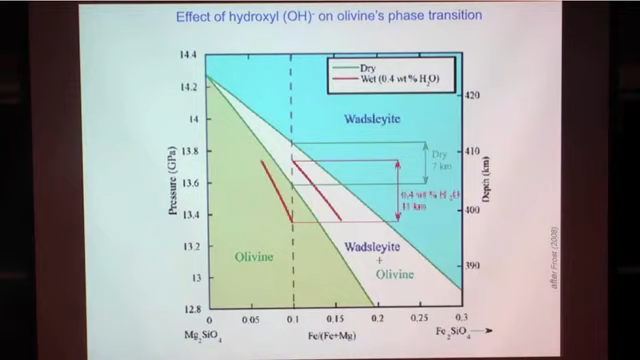 Effect of hydroxyl (OH)⁻ on olivine's phase transition
14.4
14.2
14
13.8
13.6
13.4
13.2
13
12.8
Pressure (GPa)
Dry
Wet (0.4 wt % H₂O)
Wadsleyite
Dry
7 km
0.4 wt % H₂O
11 km
Olivine
Wadsleyite
+
Olivine
420
410
400
390
Depth (km)
0
0.05
0.1
0.15
0.2
0.25
0.3
Mg₂SiO₄
Fe/(Fe+Mg)
Fe₂SiO₄
after Frost (2008)